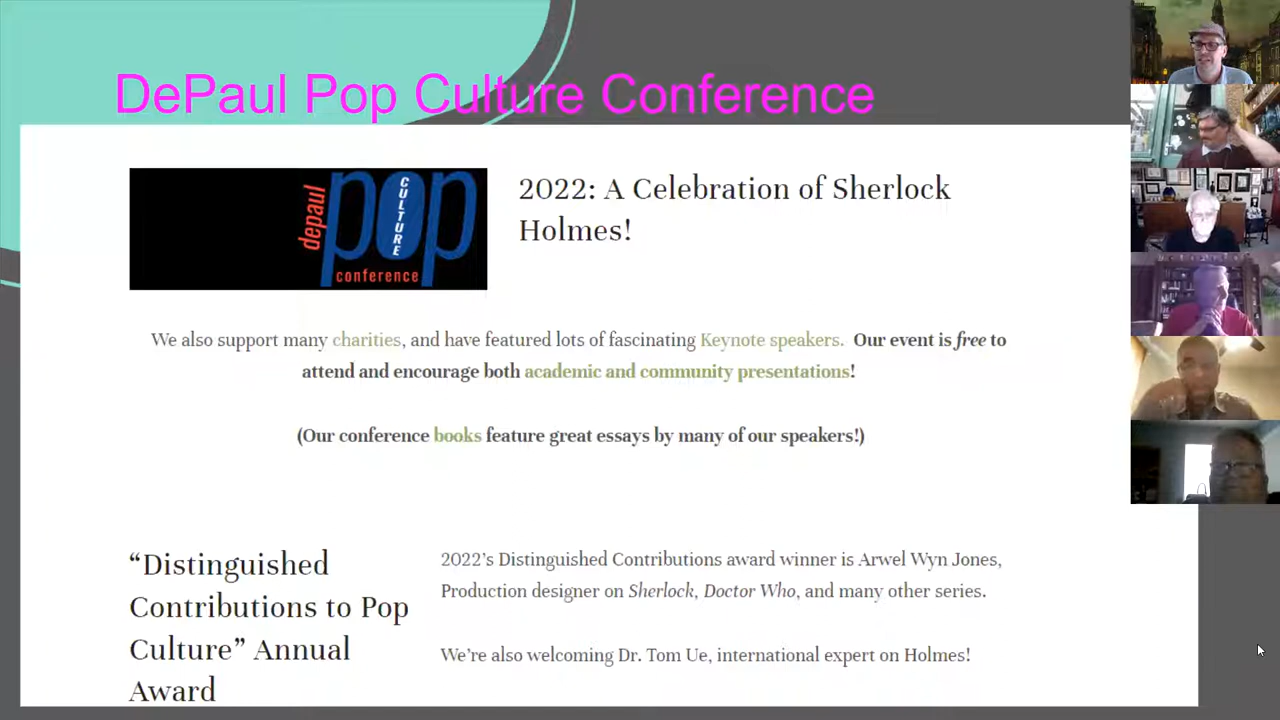 DePaul Pop Culture Conference
depaul
pop
CULTURE
conference
2022: A Celebration of Sherlock
Holmes!
We also support many charities, and have featured lots of fascinating Keynote speakers. Our event is free to
attend and encourage both academic and community presentations!
(Our conference books feature great essays by many of our speakers!)
“Distinguished
Contributions to Pop
Culture” Annual
Award
2022’s Distinguished Contributions award winner is Arwel Wyn Jones,
Production designer on Sherlock, Doctor Who, and many other series.
We’re also welcoming Dr. Tom Ue, international expert on Holmes!